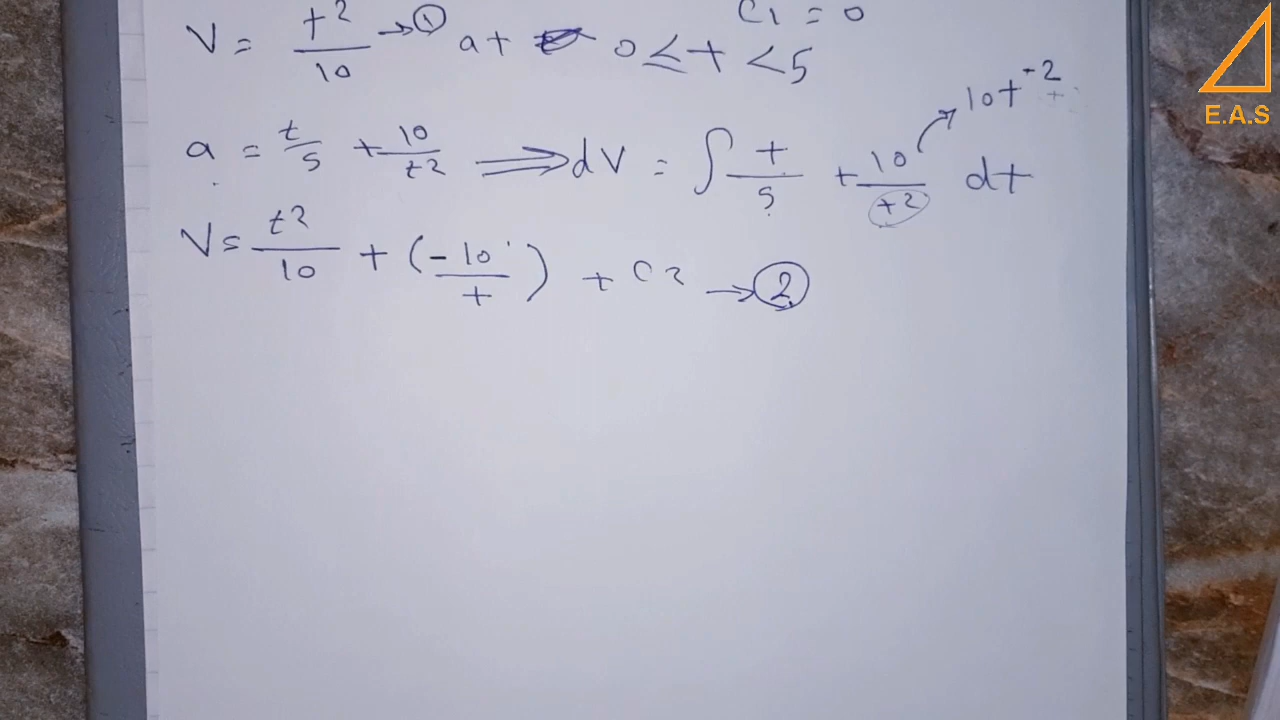 C1 = 0
V = t2/10 → ① at 0 ≤ t < 5
10t-2
E.A.S
a = t/5 + 10/t2 ⟹ dV = ∫ t/5 + 10/t2 dt
V = t2/10 + (-10/t) + C2 → ②